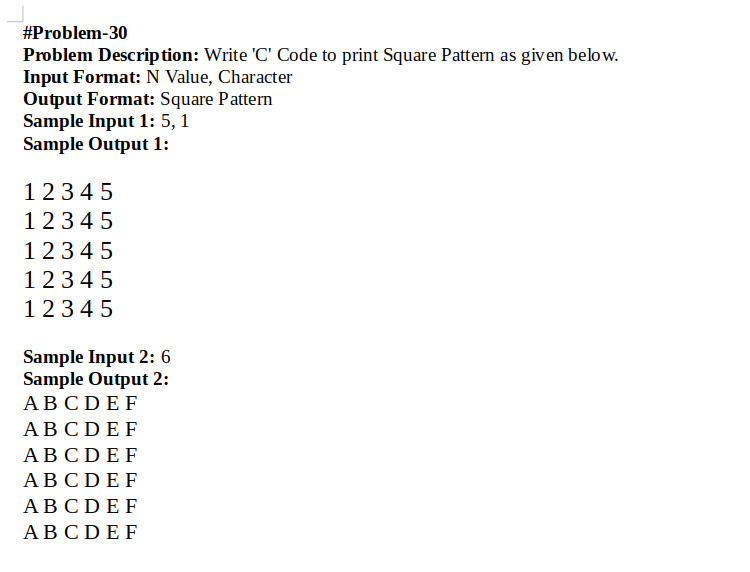 #Problem-30
Problem Description: Write 'C' Code to print Square Pattern as given below.
Input Format: N Value, Character
Output Format: Square Pattern
Sample Input 1: 5, 1
Sample Output 1:
1 2 3 4 5
1 2 3 4 5
1 2 3 4 5
1 2 3 4 5
1 2 3 4 5
Sample Input 2: 6
Sample Output 2:
A B C D E F
A B C D E F
A B C D E F
A B C D E F
A B C D E F
A B C D E F